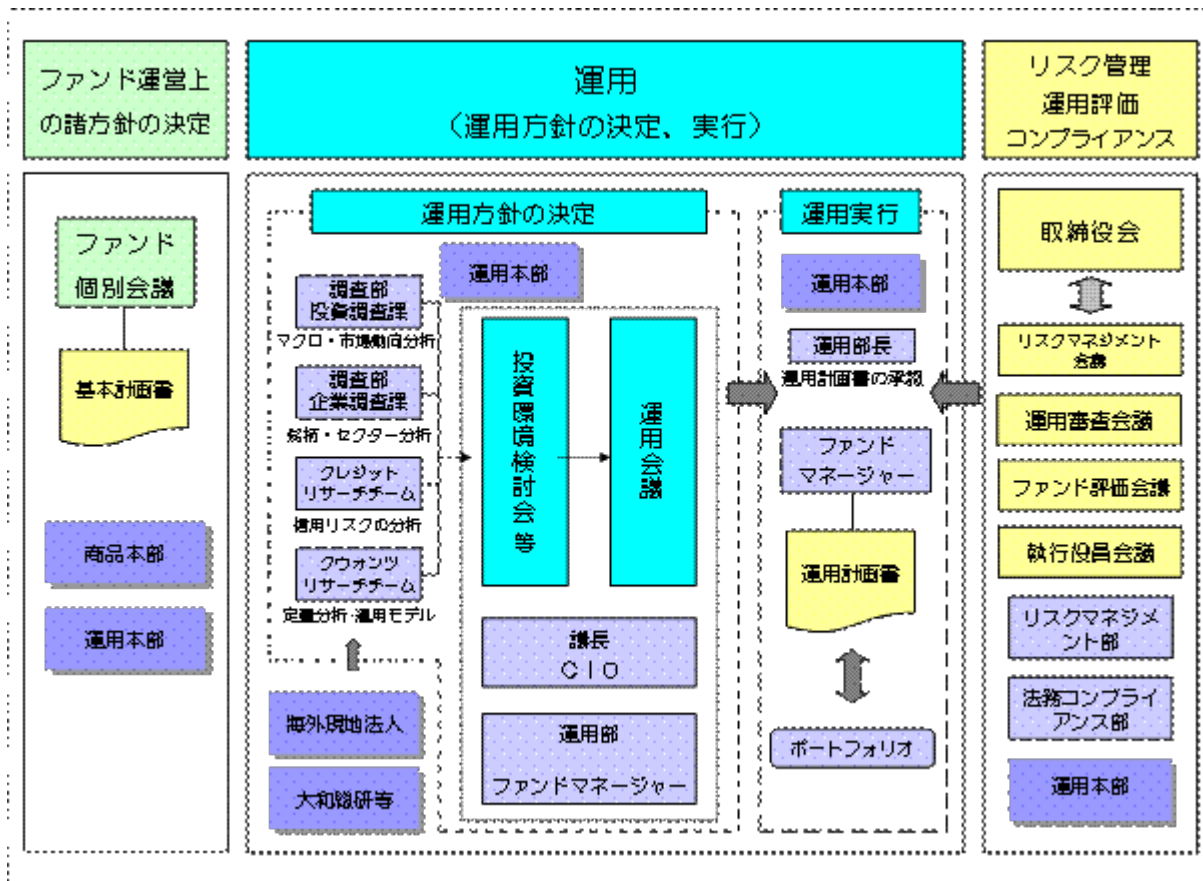 ファンド運営上
の諸方針の決定
運用
（運用方針の決定、実行）
リスク管理
運用評価
コンプライアンス
ファンド
個別会議
基本計画書
商品本部
運用本部
運用方針の決定
運用本部
調査部
投資調査課
マクロ・市場動向分析
調査部
企業調査課
銘柄・セクター分析
クレジット
リサーチチーム
信用リスクの分析
クウォンツ
リサーチチーム
定量分析・運用モデル
海外現地法人
大和総研等
投資環境検討会等
運用会議
議長
ＣＩＯ
運用部
ファンドマネージャー
運用実行
運用本部
運用部長
運用計画書の承認
ファンド
マネージャー
運用計画書
ポートフォリオ
取締役会
リスクマネジメント
会議
運用審査会議
ファンド評価会議
執行役員会議
リスクマネジメ
ント部
法務コンプライ
アンス部
運用本部